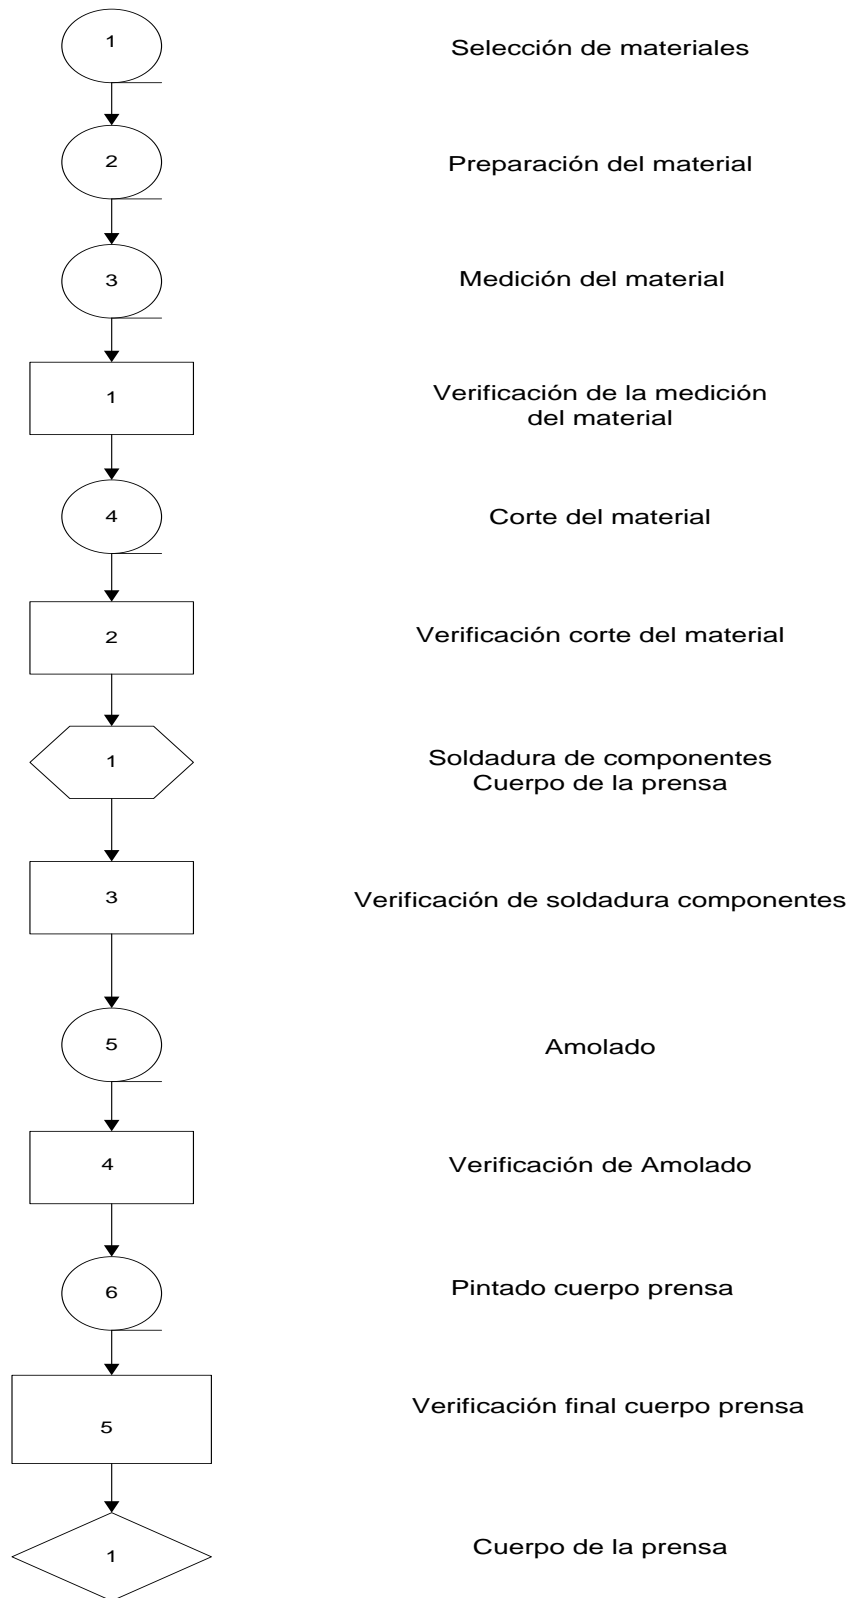 1
Selección de materiales
2
Preparación del material
3
Medición del material
1
Verificación de la medición
del material
4
Corte del material
2
Verificación corte del material
1
Soldadura de componentes
Cuerpo de la prensa
3
Verificación de soldadura componentes
5
Amolado
4
Verificación de Amolado
6
Pintado cuerpo prensa
5
Verificación final cuerpo prensa
1
Cuerpo de la prensa